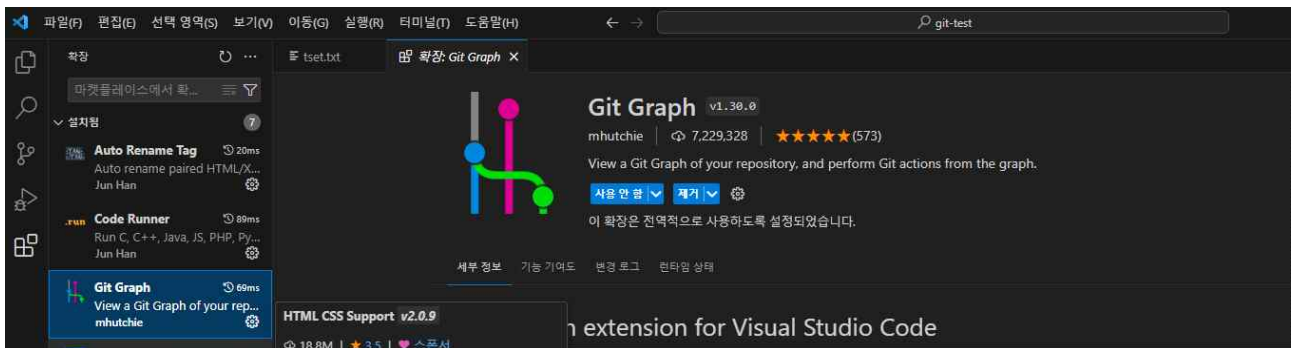 파일(F) 편집(E) 선택 영역(S) 보기(V) 이동(G) 실행(R) 터미널(T) 도움말(H)
git-test
확장
tset.txt
확장: Git Graph
마켓플레이스에서 확...
설치됨
7
Auto Rename Tag 20ms
Auto rename paired HTML/X...
Jun Han
.run
Code Runner 89ms
Run C, C++, Java, JS, PHP, Py...
Jun Han
Git Graph 69ms
View a Git Graph of your rep...
mhutchie
Git Graph v1.30.0
mhutchie 7,229,328 ★★★★★(573)
View a Git Graph of your repository, and perform Git actions from the graph.
사용 안 함 제거
이 확장은 전역적으로 사용하도록 설정되었습니다.
세부 정보 기능 기여도 변경 로그 런타임 상태
HTML CSS Support v2.0.9
18.8M | ★ 3.5 | 스폰서
extension for Visual Studio Code